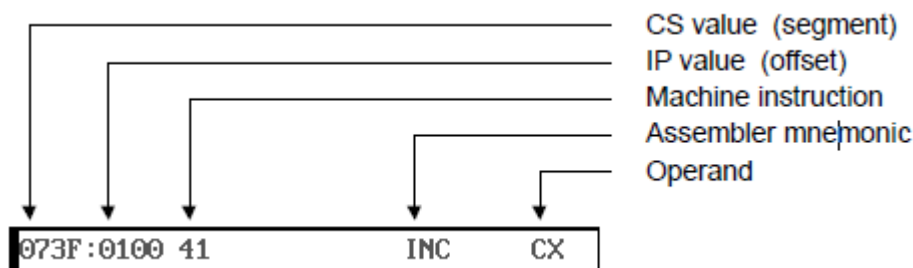 CS value (segment)
IP value (offset)
Machine instruction
Assembler mnemonic
Operand
073F:0100 41 INC CX